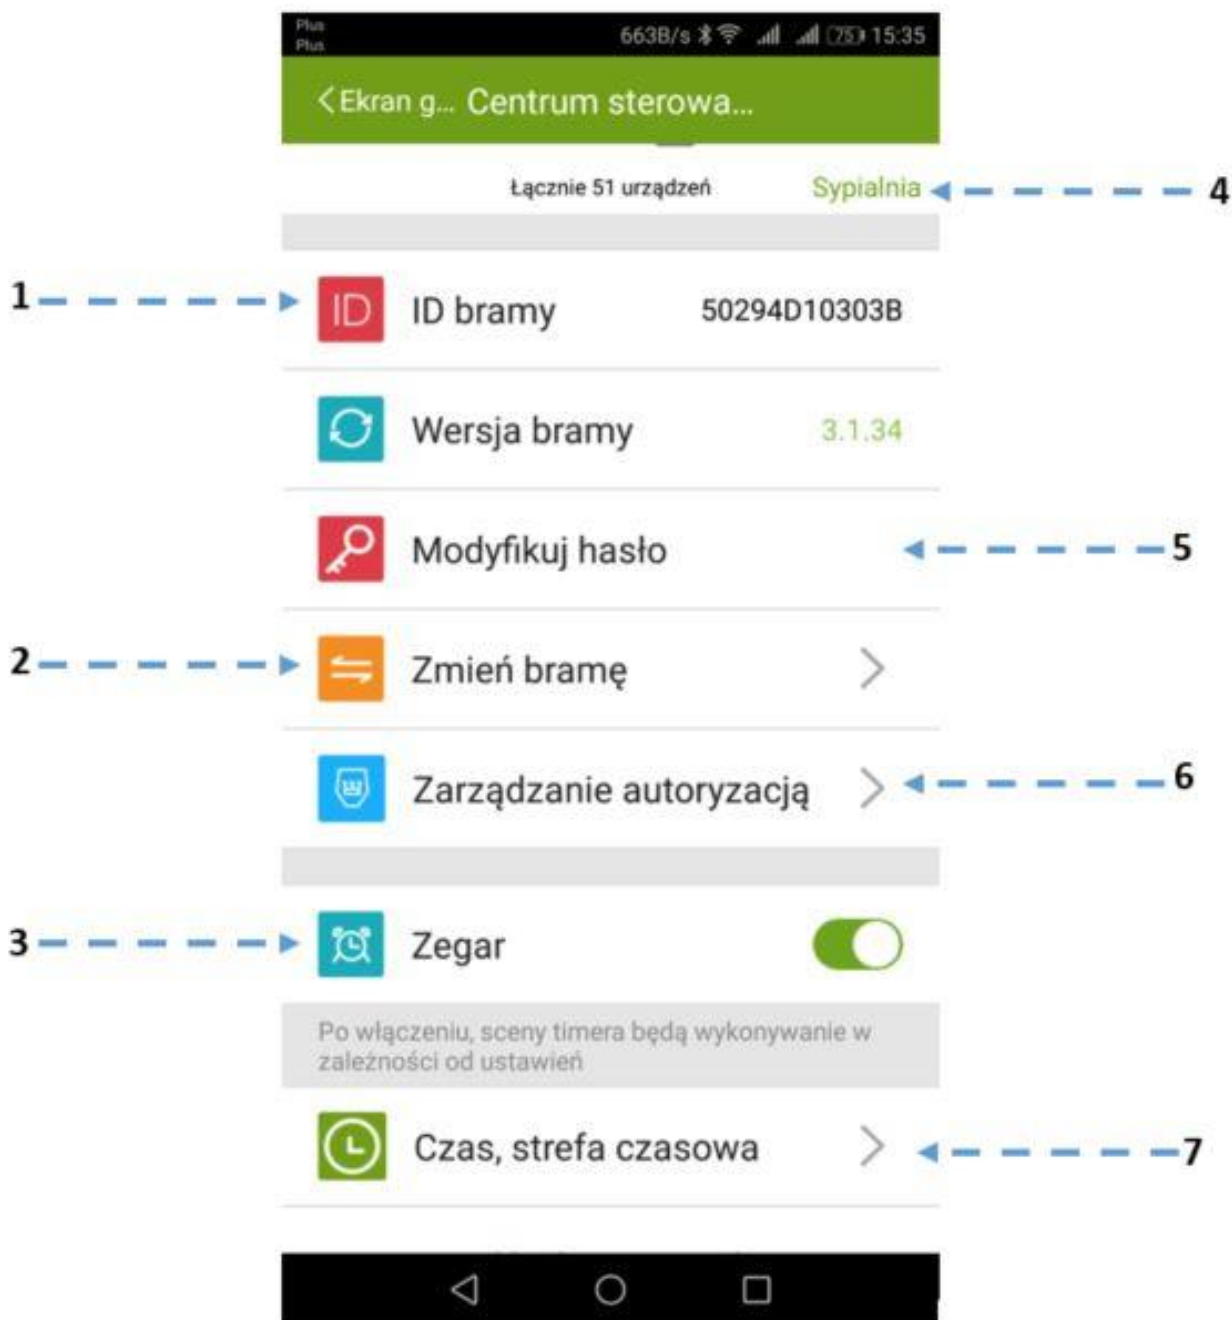 Plus
Plus
663B/s 75 15:35
Ekran g... Centrum sterowa...
Łącznie 51 urządzeń
Sypialnia
4
1
ID
ID bramy
50294D10303B
Wersja bramy
3.1.34
Modyfikuj hasło
5
2
Zmień bramę
Zarządzanie autoryzacją
6
3
Zegar
Po włączeniu, sceny timera będą wykonywanie w
zależności od ustawień
Czas, strefa czasowa
7